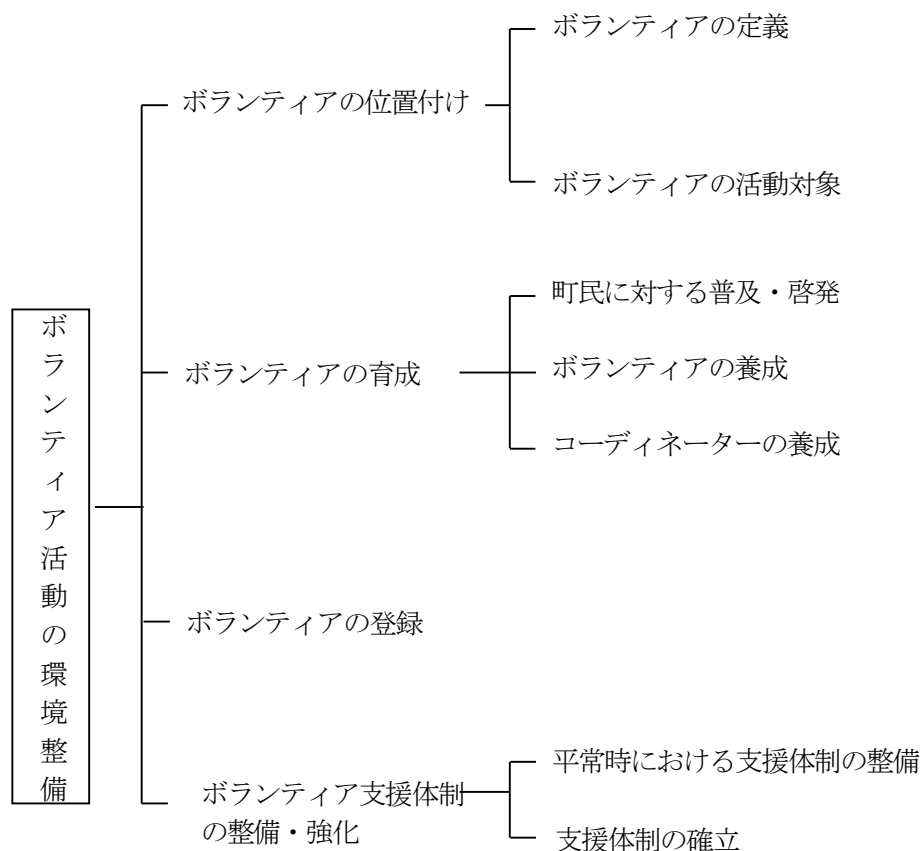 ボランティア活動の環境整備
ボランティアの位置付け
ボランティアの定義
ボランティアの活動対象
ボランティアの育成
町民に対する普及・啓発
ボランティアの養成
コーディネーターの養成
ボランティアの登録
ボランティア支援体制
の整備・強化
平常時における支援体制の整備
支援体制の確立